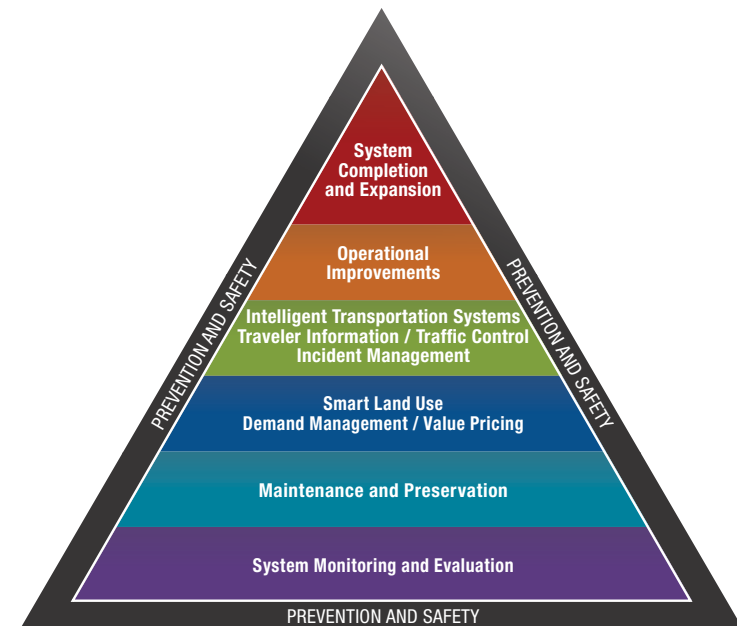 System
Completion
and Expansion
Operational
Improvements
Intelligent Transportation Systems
Traveler Information / Traffic Control
Incident Management
Smart Land Use
Demand Management / Value Pricing
Maintenance and Preservation
System Monitoring and Evaluation
PREVENTION AND SAFETY
PREVENTION AND SAFETY
PREVENTION AND SAFETY